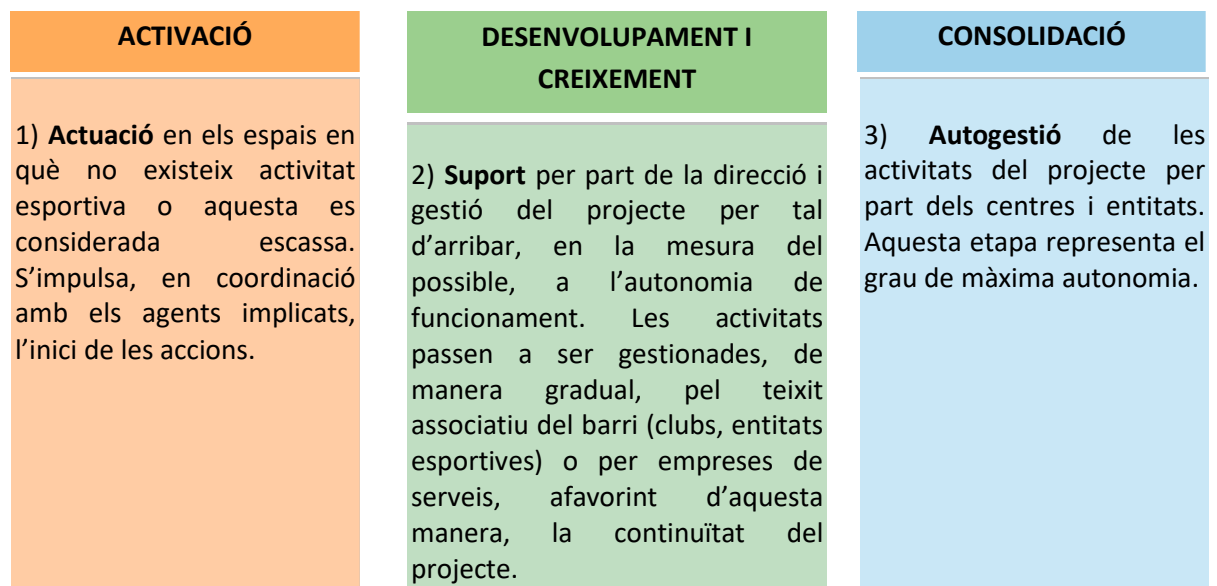 ACTIVACIÓ
1) Actuació en els espais en
què no existeix activitat
esportiva o aquesta es
considerada escassa.
S’impulsa, en coordinació
amb els agents implicats,
l’inici de les accions.
DESENVOLUPAMENT I
CREIXEMENT
2) Suport per part de la direcció i
gestió del projecte per tal
d’arribar, en la mesura del
possible, a l’autonomia de
funcionament. Les activitats
passen a ser gestionades, de
manera gradual, pel teixit
associatiu del barri (clubs, entitats
esportives) o per empreses de
serveis, afavorint d’aquesta
manera, la continuïtat del
projecte.
CONSOLIDACIÓ
3) Autogestió de les
activitats del projecte per
part dels centres i entitats.
Aquesta etapa representa el
grau de màxima autonomia.